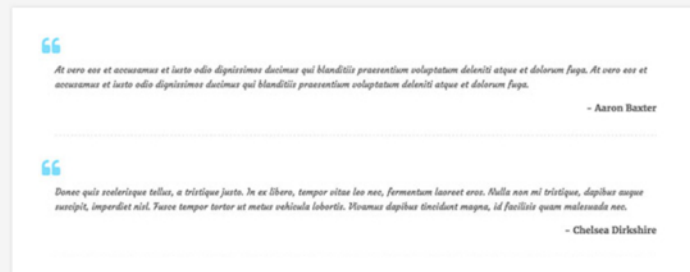 At vero eos et accusamus et iusto odio dignissimos ducimus qui blanditiis praesentium voluptatum deleniti atque et dolorum fuga. At vero eos et
accusamus et iusto odio dignissimos ducimus qui blanditiis praesentium voluptatum deleniti atque et dolorum fuga.
– Aaron Baxter
Donec quis scelerisque tellus, a tristique justo. In ex libero, tempor vitae leo nec, fermentum laoreet eros. Nulla non mi tristique, dapibus augue
suscipit, imperdiet nisl. Fusce tempor tortor ut metus vehicula lobortis. Vivamus dapibus tincidunt magna, id facilisis quam malesuada nec.
– Chelsea Dirkshire